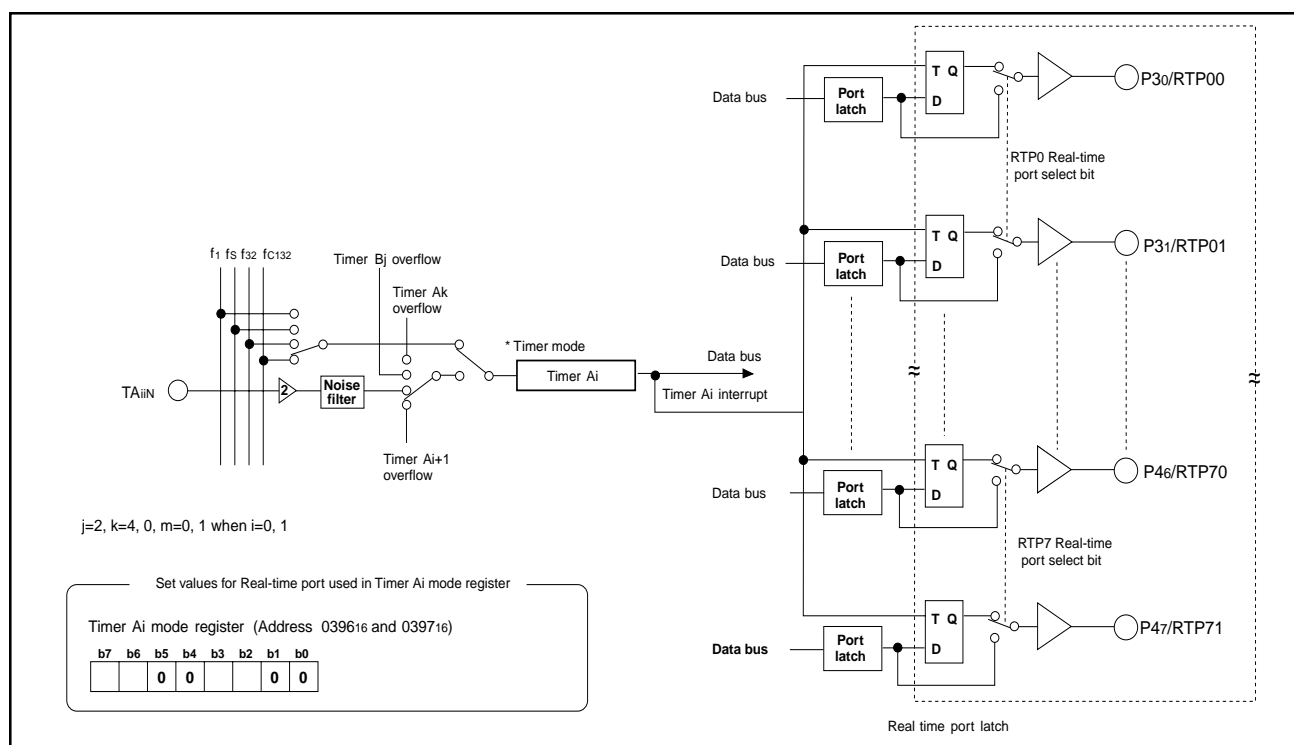 Data bus
Port
latch
T Q
D
P30/RTP00
RTP0 Real-time
port select bit
Data bus
Port
latch
T Q
D
P31/RTP01
f1 fS f32 fC132
Timer Bj overflow
Timer Ak
overflow
* Timer mode
Timer Ai
Data bus
Timer Ai interrupt
TAiiN
2
Noise
filter
Timer Ai+1
overflow
≈
≈
Data bus
Port
latch
T Q
D
P46/RTP70
RTP7 Real-time
port select bit
j=2, k=4, 0, m=0, 1 when i=0, 1
Set values for Real-time port used in Timer Ai mode register
Timer Ai mode register (Address 039616 and 039716)
b7 b6 b5 b4 b3 b2 b1 b0
0 0 0 0
Data bus
Port
latch
T Q
D
P47/RTP71
Real time port latch